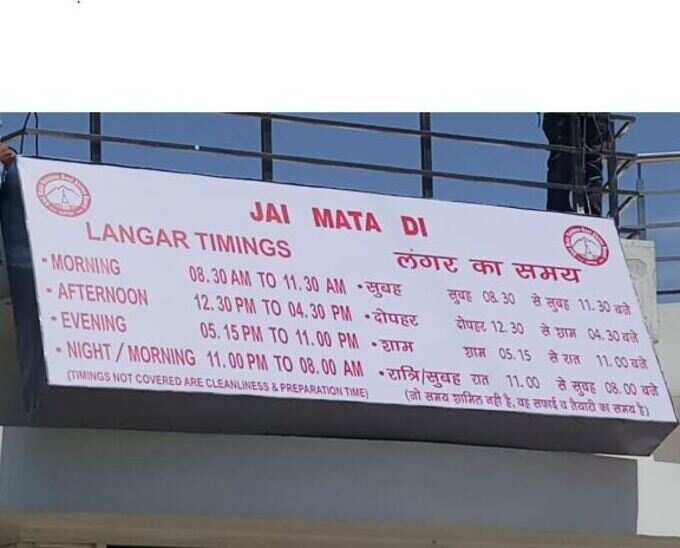 JAI MATA DI
LANGAR TIMINGS
• MORNING 08.30 AM TO 11.30 AM
• AFTERNOON 12.30 PM TO 04.30 PM
• EVENING 05.15 PM TO 11.00 PM
• NIGHT / MORNING 11.00 PM TO 08.00 AM
(TIMINGS NOT COVERED ARE CLEANLINESS & PREPARATION TIME)
लंगर का समय
• सुबह सुबह 08.30 से सुबह 11.30 बजे
• दोपहर दोपहर 12.30 से शाम 04.30 बजे
• शाम शाम 05.15 से रात 11.00 बजे
• रात्रि/सुबह रात 11.00 से सुबह 08.00 बजे
(जो समय शामिल नही है, वह सफाई व तैयारी का समय है)